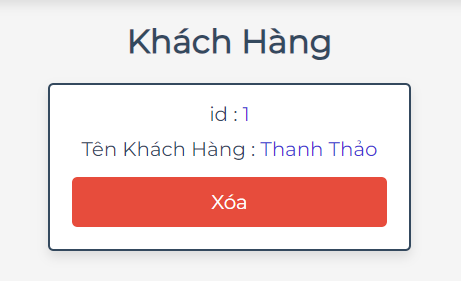 Khách Hàng
id : 1
Tên Khách Hàng : Thanh Thảo
Xóa